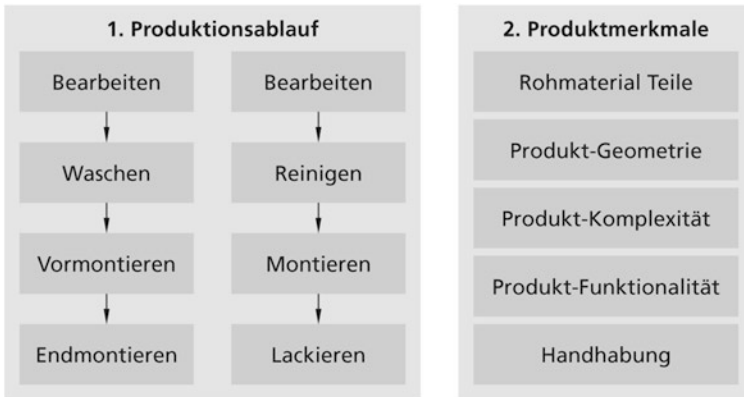 1. Produktionsablauf
Bearbeiten
Waschen
Vormontieren
Endmontieren
Bearbeiten
Reinigen
Montieren
Lackieren
2. Produktmerkmale
Rohmaterial Teile
Produkt-Geometrie
Produkt-Komplexität
Produkt-Funktionalität
Handhabung